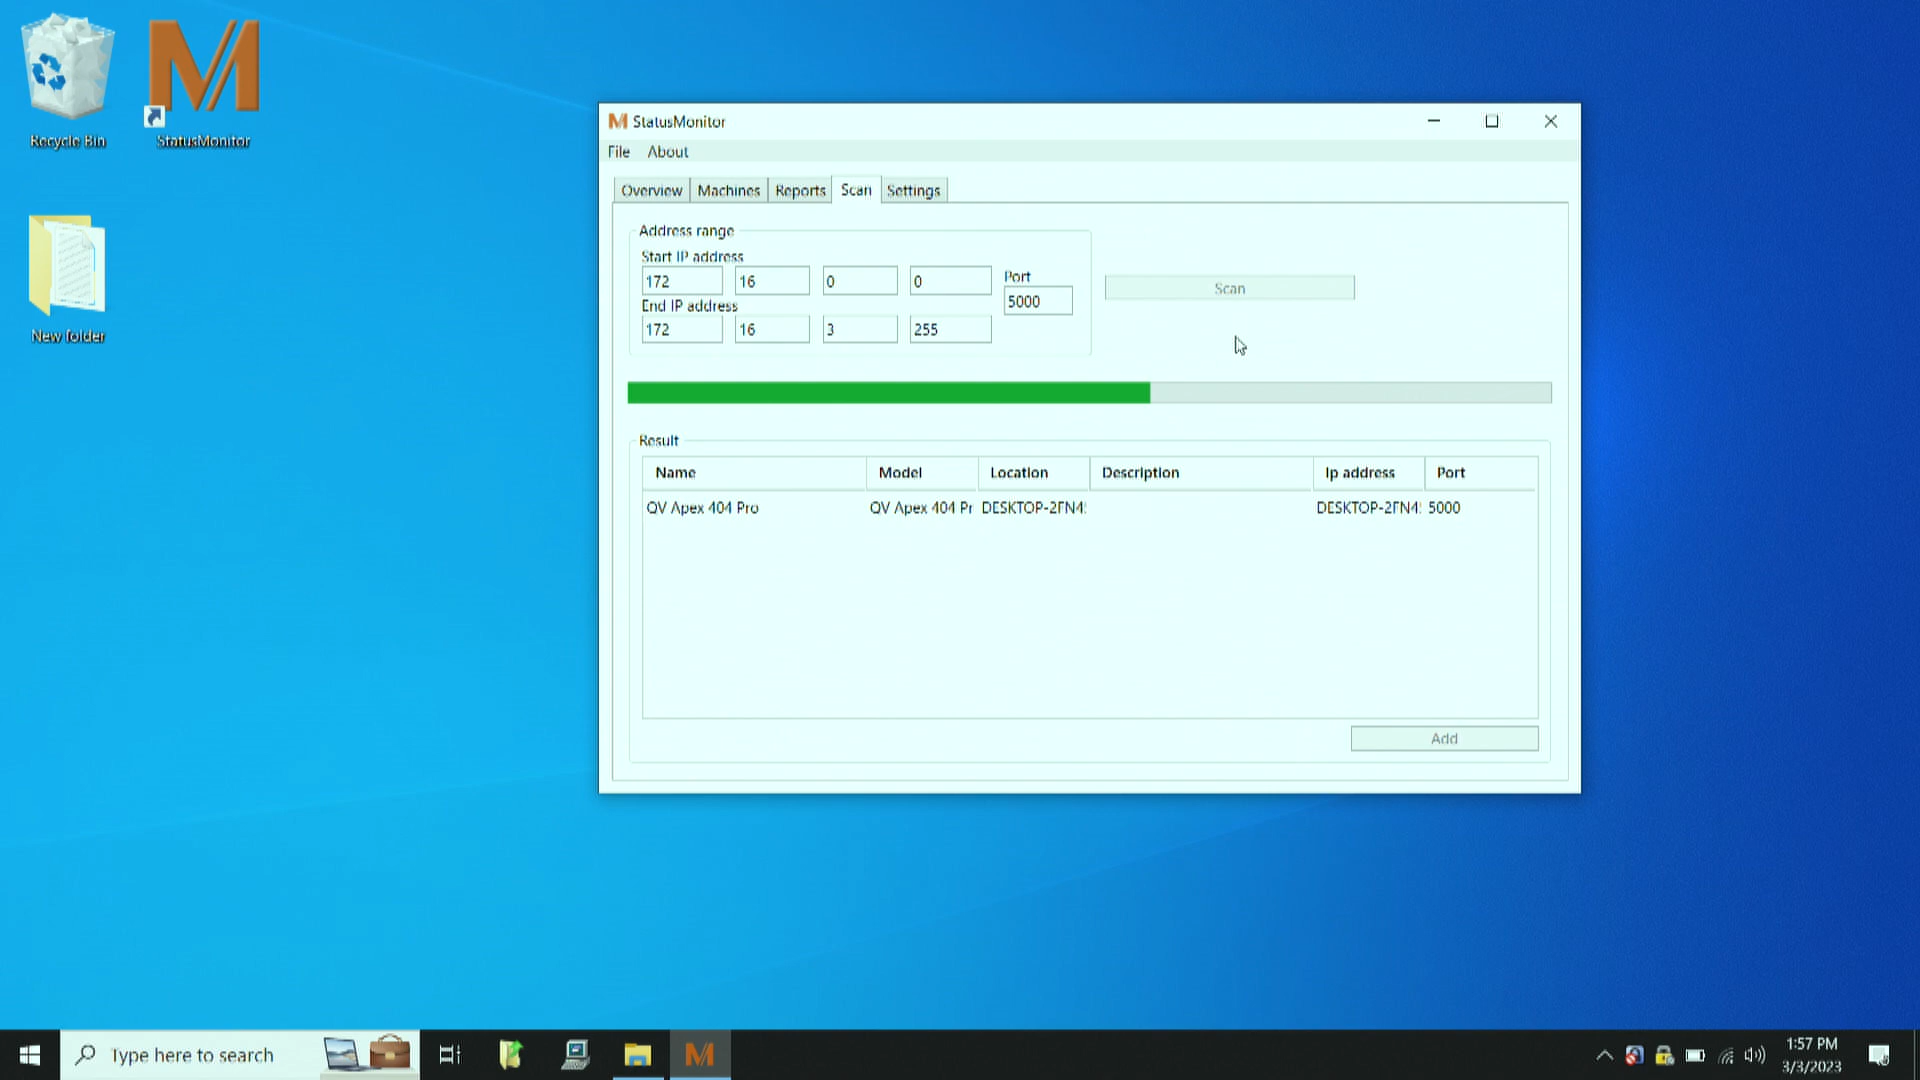 Recycle Bin
StatusMonitor
New folder
StatusMonitor
File About
Overview Machines Reports Scan Settings
Address range
Start IP address
172 16 0 0
Port
5000
End IP address
172 16 3 255
Scan
Result
Name Model Location Description Ip address Port
QV Apex 404 Pro QV Apex 404 Pr DESKTOP-2FN4 DESKTOP-2FN4 5000
Add
Type here to search
1:57 PM
3/3/2023